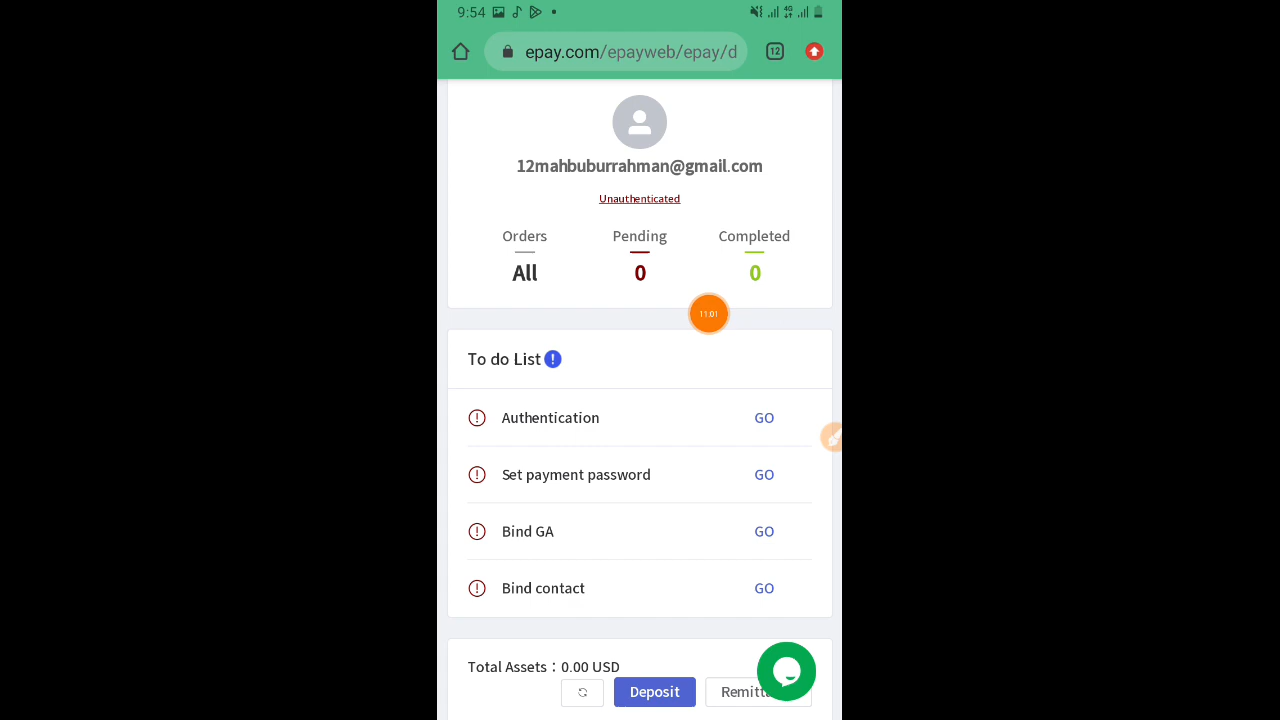 9:54
4G
epay.com/epayweb/epay/d
12
12mahbuburrahman@gmail.com
Unauthenticated
Orders Pending Completed
All 0 0
11:01
To do List
Authentication GO
Set payment password GO
Bind GA GO
Bind contact GO
Total Assets：0.00 USD
Deposit